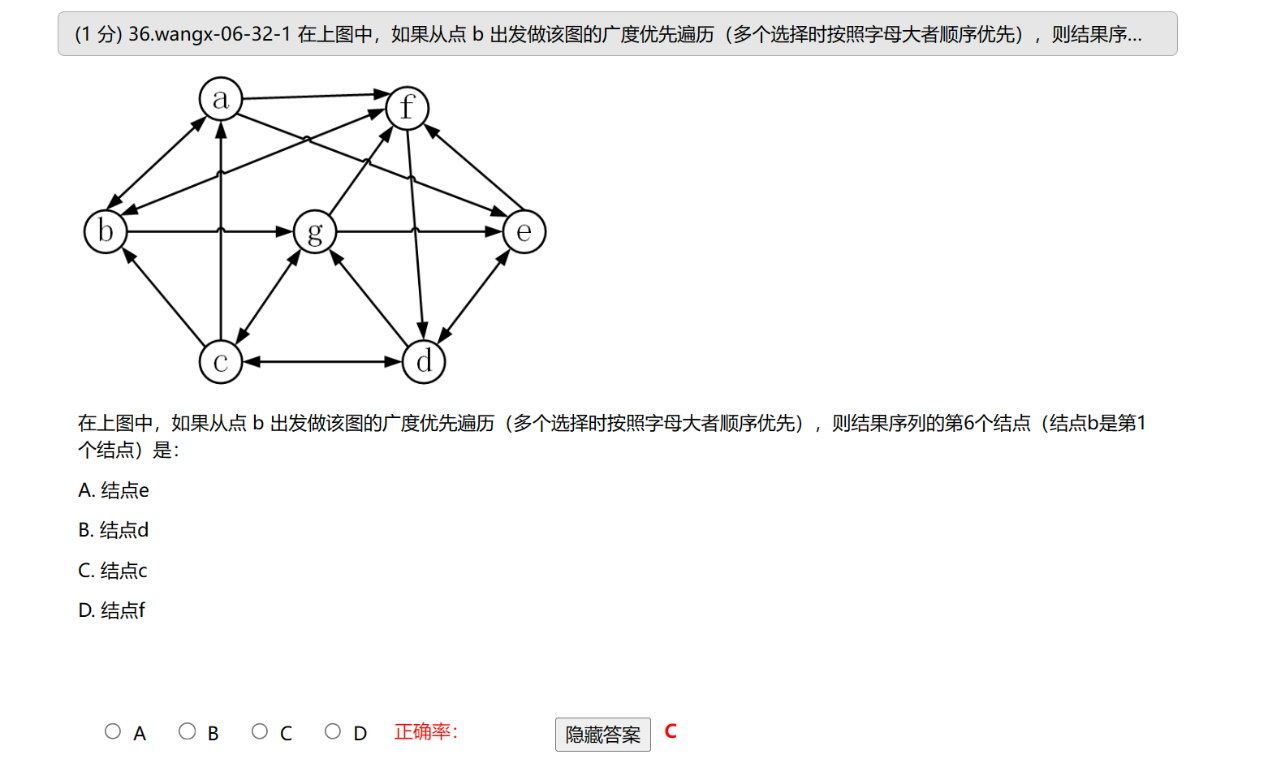 (1 分) 36.wangx-06-32-1 在上图中，如果从点 b 出发做该图的广度优先遍历（多个选择时按照字母大者顺序优先），则结果序...
a
f
b
g
e
c
d
在上图中，如果从点 b 出发做该图的广度优先遍历（多个选择时按照字母大者顺序优先），则结果序列的第6个结点（结点b是第1
个结点）是：
A. 结点e
B. 结点d
C. 结点c
D. 结点f
A B C D 正确率： 隐藏答案 C